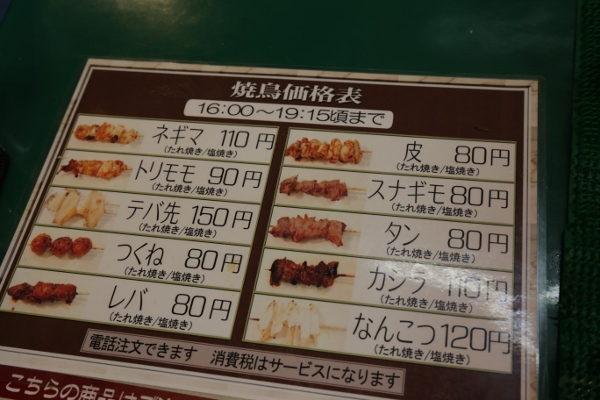 焼鳥価格表
16:00～19:15頃まで
ネギマ 110円
(たれ焼き/塩焼き)
トリモモ 90円
(たれ焼き/塩焼き)
テバ先 150円
(たれ焼き/塩焼き)
つくね 80円
(たれ焼き/塩焼き)
レバ 80円
(たれ焼き/塩焼き)
皮 80円
(たれ焼き/塩焼き)
スナギモ 80円
(たれ焼き/塩焼き)
タン 80円
(たれ焼き/塩焼き)
カシラ 110円
(たれ焼き/塩焼き)
なんこつ 120円
(たれ焼き/塩焼き)
電話注文できます 消費税はサービスになります
こちらの商品は